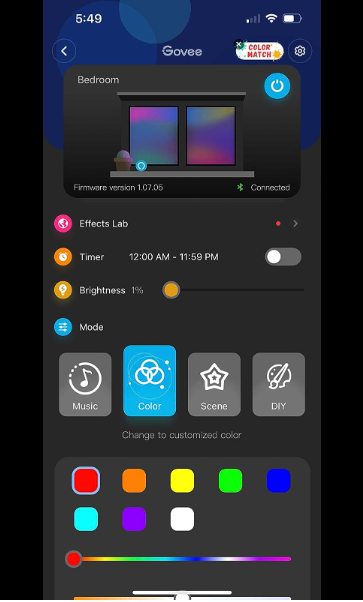 5:49
Govee
COLOR
MATCH
Bedroom
Firmware version 1.07.05
Connected
Effects Lab
Timer 12:00 AM - 11:59 PM
Brightness 1%
Mode
Music Color Scene DIY
Change to customized color